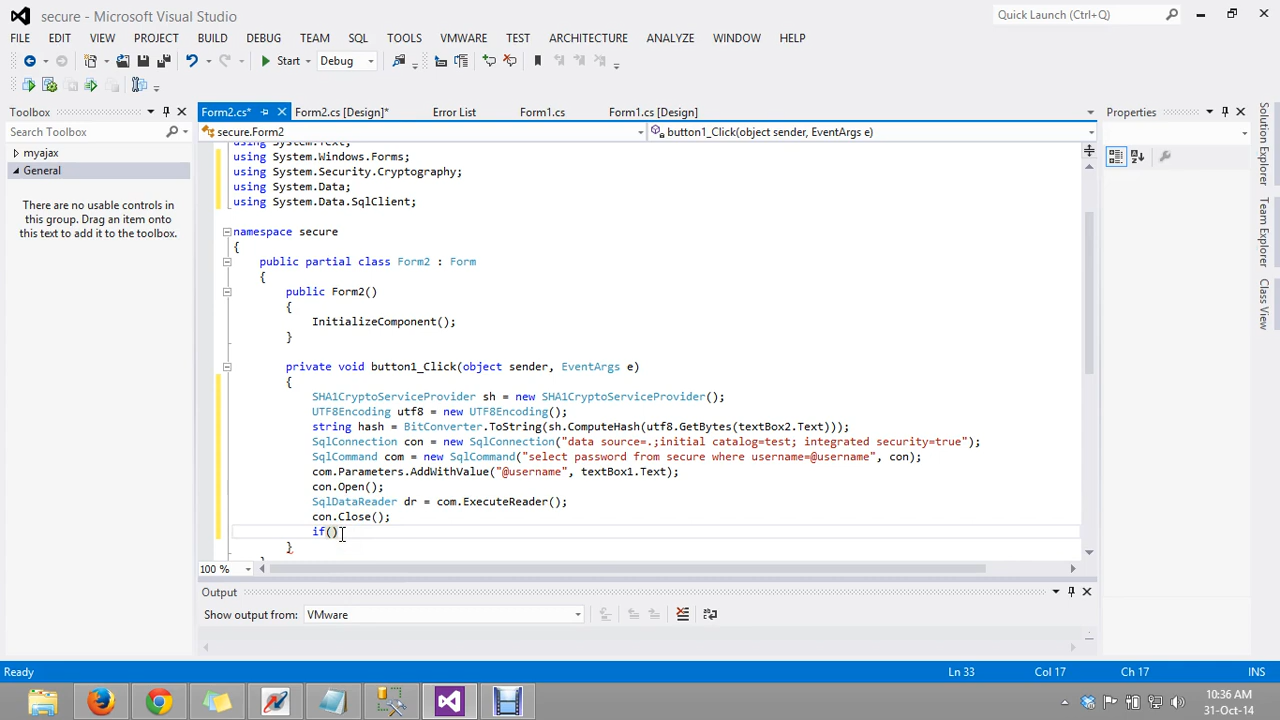 secure - Microsoft Visual Studio
Quick Launch (Ctrl+Q)
FILE EDIT VIEW PROJECT BUILD DEBUG TEAM SQL TOOLS VMWARE TEST ARCHITECTURE ANALYZE WINDOW HELP
Start Debug
Toolbox
Form2.cs* Form2.cs [Design]* Error List Form1.cs Form1.cs [Design]
Properties
Search Toolbox
secure.Form2
button1_Click(object sender, EventArgs e)
myajax
General
There are no usable controls in
this group. Drag an item onto
this text to add it to the toolbox.
using System.Text;
using System.Windows.Forms;
using System.Security.Cryptography;
using System.Data;
using System.Data.SqlClient;
namespace secure
{
public partial class Form2 : Form
{
public Form2()
{
InitializeComponent();
}
private void button1_Click(object sender, EventArgs e)
{
SHA1CryptoServiceProvider sh = new SHA1CryptoServiceProvider();
UTF8Encoding utf8 = new UTF8Encoding();
string hash = BitConverter.ToString(sh.ComputeHash(utf8.GetBytes(textBox2.Text)));
SqlConnection con = new SqlConnection("data source=.;initial catalog=test; integrated security=true");
SqlCommand com = new SqlCommand("select password from secure where username=@username", con);
com.Parameters.AddWithValue("@username", textBox1.Text);
con.Open();
SqlDataReader dr = com.ExecuteReader();
con.Close();
if()
}
Solution Explorer
Team Explorer
Class View
100 %
Output
Show output from: VMware
Ready
Ln 33 Col 17 Ch 17 INS
10:36 AM
31-Oct-14